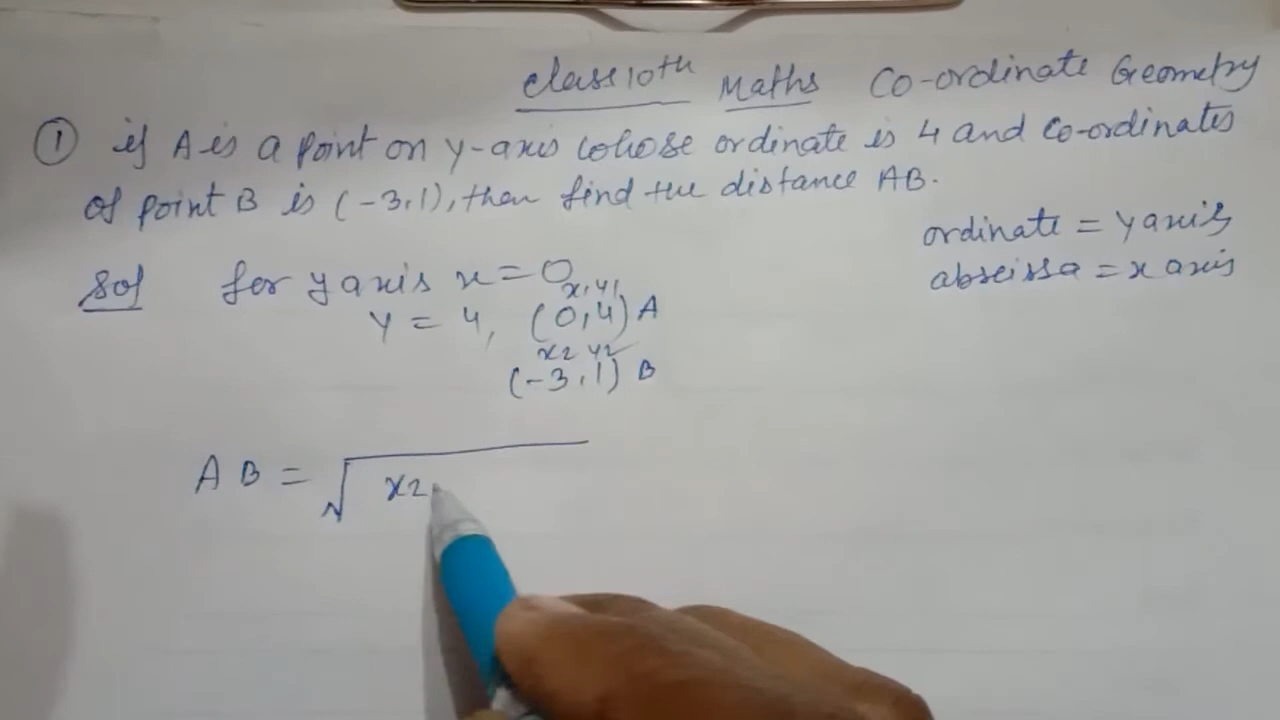 class 10th Maths Co-ordinate Geometry
① if A is a point on y-axis whose ordinate is 4 and Co-ordinates
of point B is (-3,1), then find the distance AB.
ordinate = y axis
abscissa = x axis
Sol for y axis x = 0
x1 y1
y = 4, (0,4) A
x2 y2
(-3,1) B
AB = √ x2